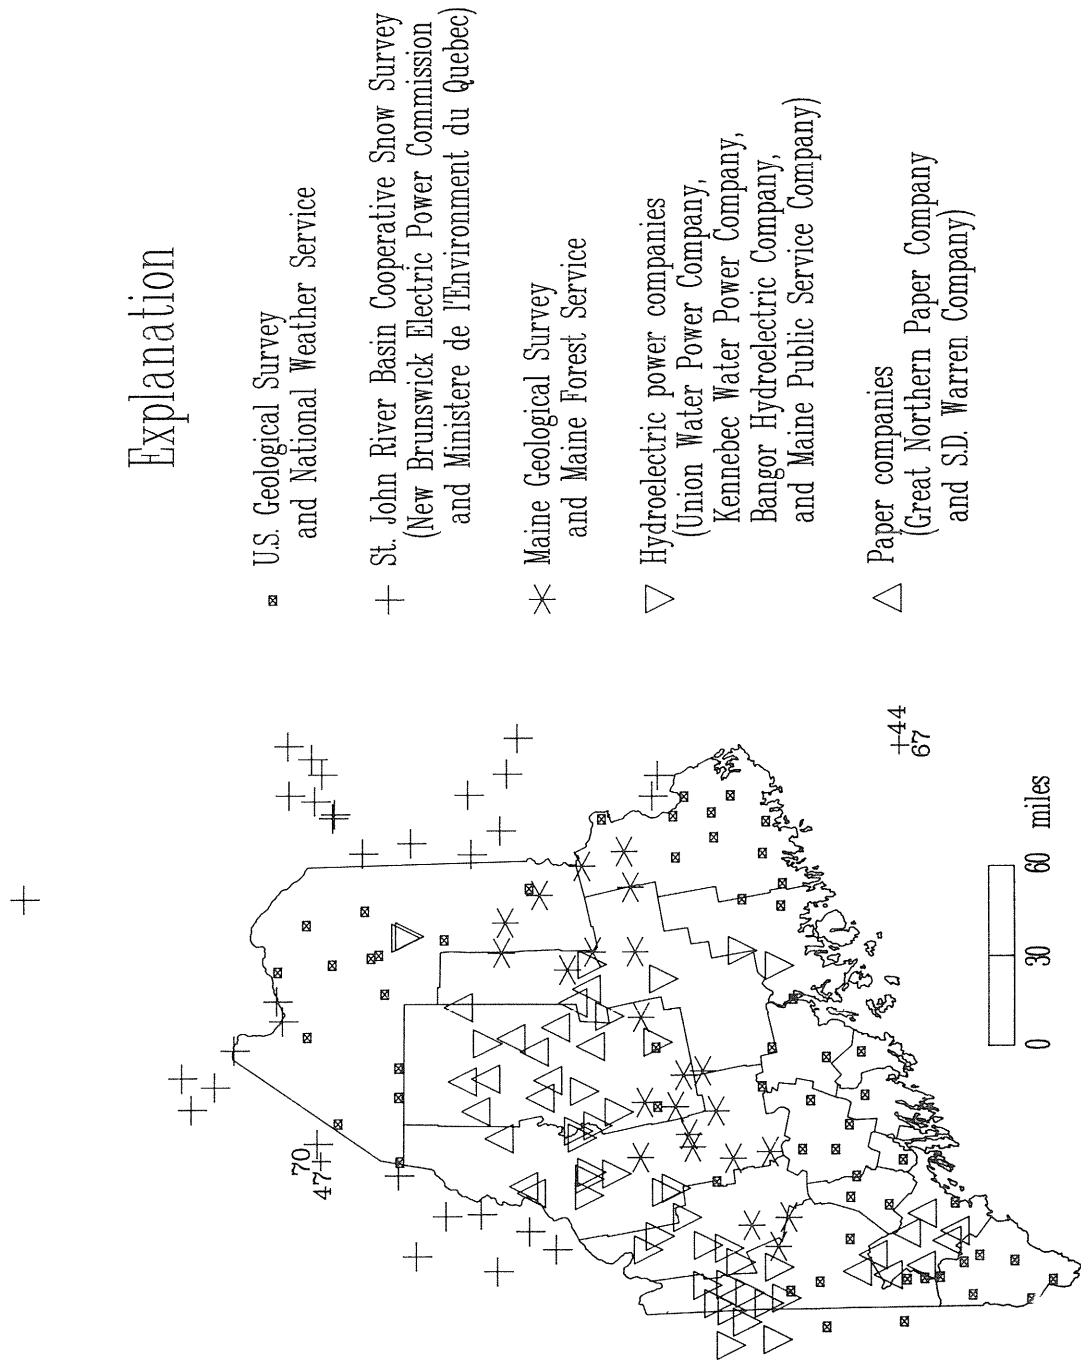 Explanation
U.S. Geological Survey
and National Weather Service
St. John River Basin Cooperative Snow Survey
(New Brunswick Electric Power Commission
and Ministere de l'Environment du Quebec)
Maine Geological Survey
and Maine Forest Service
Hydroelectric power companies
(Union Water Power Company,
Kennebec Water Power Company,
Bangor Hydroelectric Company,
and Maine Public Service Company)
Paper companies
(Great Northern Paper Company
and S.D. Warren Company)
70
47
44
67
0 30 60 miles